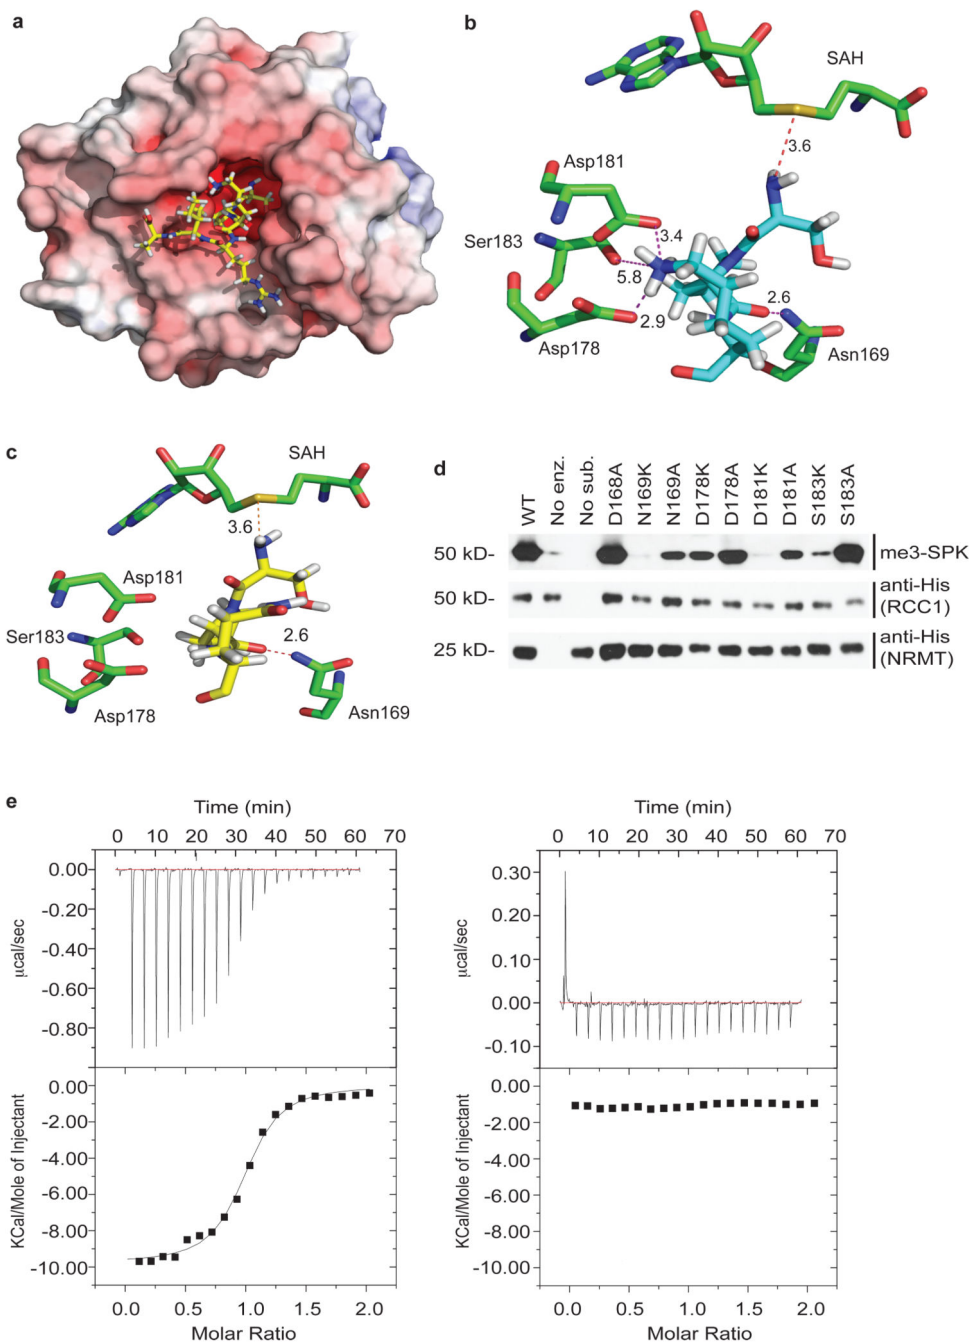 a
b
SAH
3.6
Asp181
Ser183
3.4
5.8
2.9
2.6
Asp178
Asn169
c
SAH
3.6
Asp181
Ser183
2.6
Asp178
Asn169
d
WT
No enz.
No sub.
D168A
N169K
N169A
D178K
D178A
D181K
D181A
S183K
S183A
50 kD-
me3-SPK
50 kD-
anti-His
(RCC1)
25 kD-
anti-His
(NRMT)
e
Time (min)
0 10 20 30 40 50 60 70
0.00
-0.20
-0.40
-0.60
-0.80
µcal/sec
0.00
-2.00
-4.00
-6.00
-8.00
-10.00
KCal/Mole of Injectant
0.0 0.5 1.0 1.5 2.0
Molar Ratio
Time (min)
0 10 20 30 40 50 60 70
0.30
0.20
0.10
0.00
-0.10
µcal/sec
0.00
-2.00
-4.00
-6.00
-8.00
-10.00
KCal/Mole of Injectant
0.0 0.5 1.0 1.5 2.0
Molar Ratio